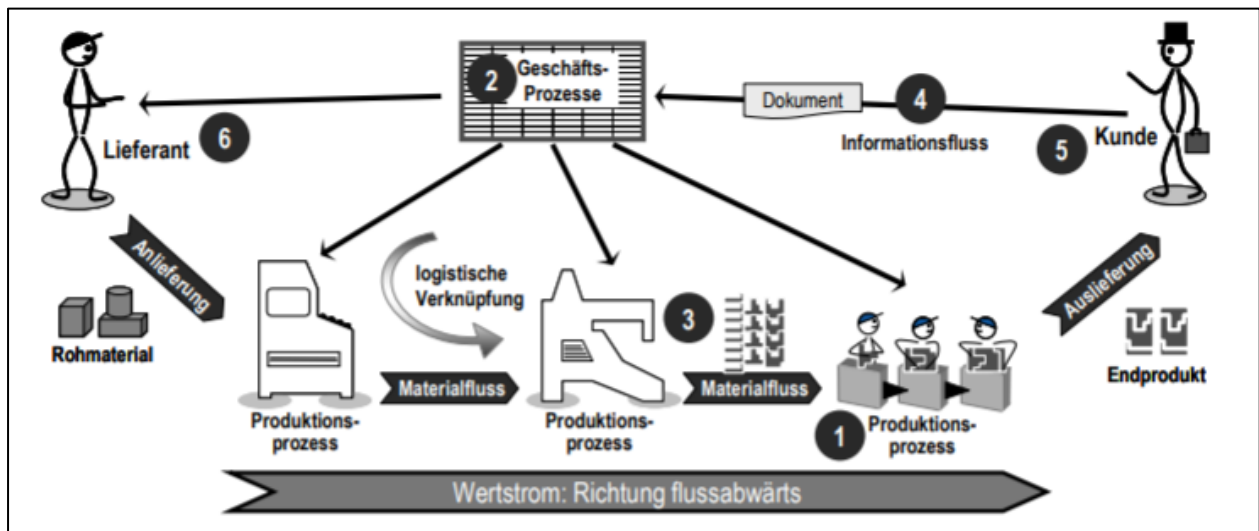 2
Geschäfts-
Prozesse
Dokument
4
Informationsfluss
5
Kunde
Lieferant
6
Anlieferung
Rohmaterial
logistische
Verknüpfung
3
Auslieferung
Endprodukt
Materialfluss
Materialfluss
Produktions-
prozess
Produktions-
prozess
1
Produktions-
prozess
Wertstrom: Richtung flussabwärts